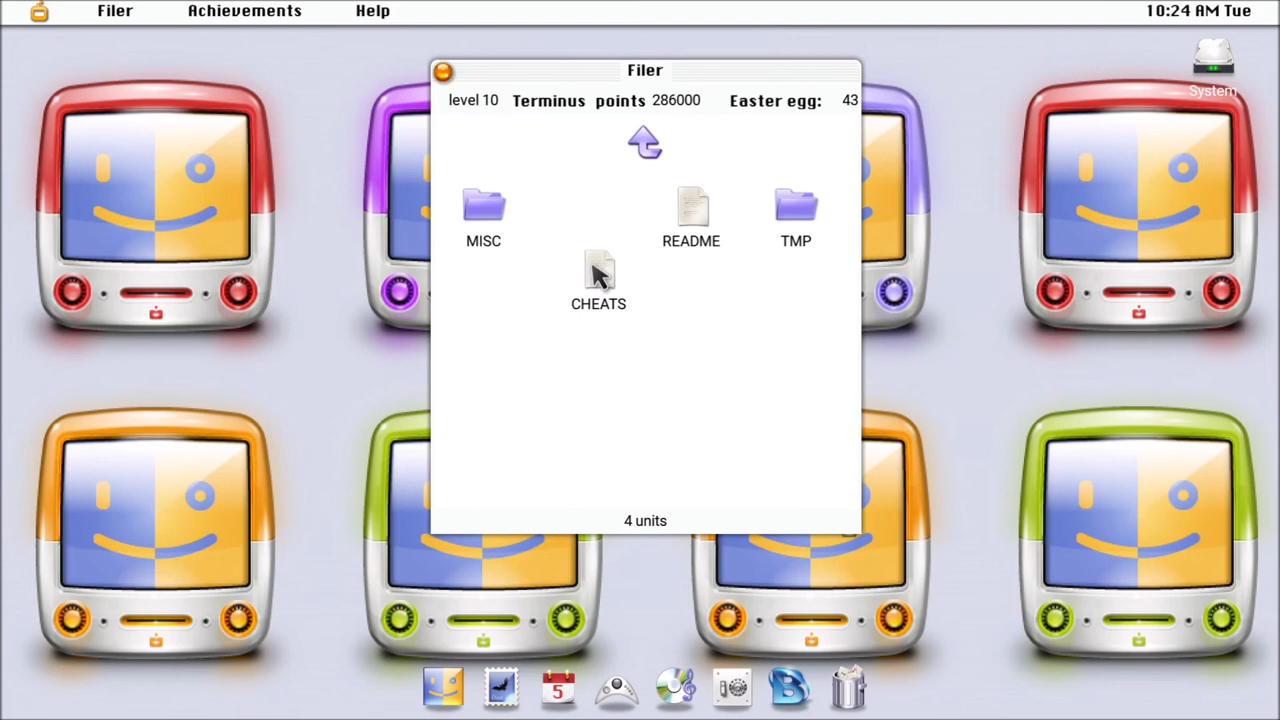 Filer Achievements Help 10:24 AM Tue
Filer
level 10 Terminus points 286000 Easter egg: 43
System
MISC README TMP
CHEATS
4 units
5